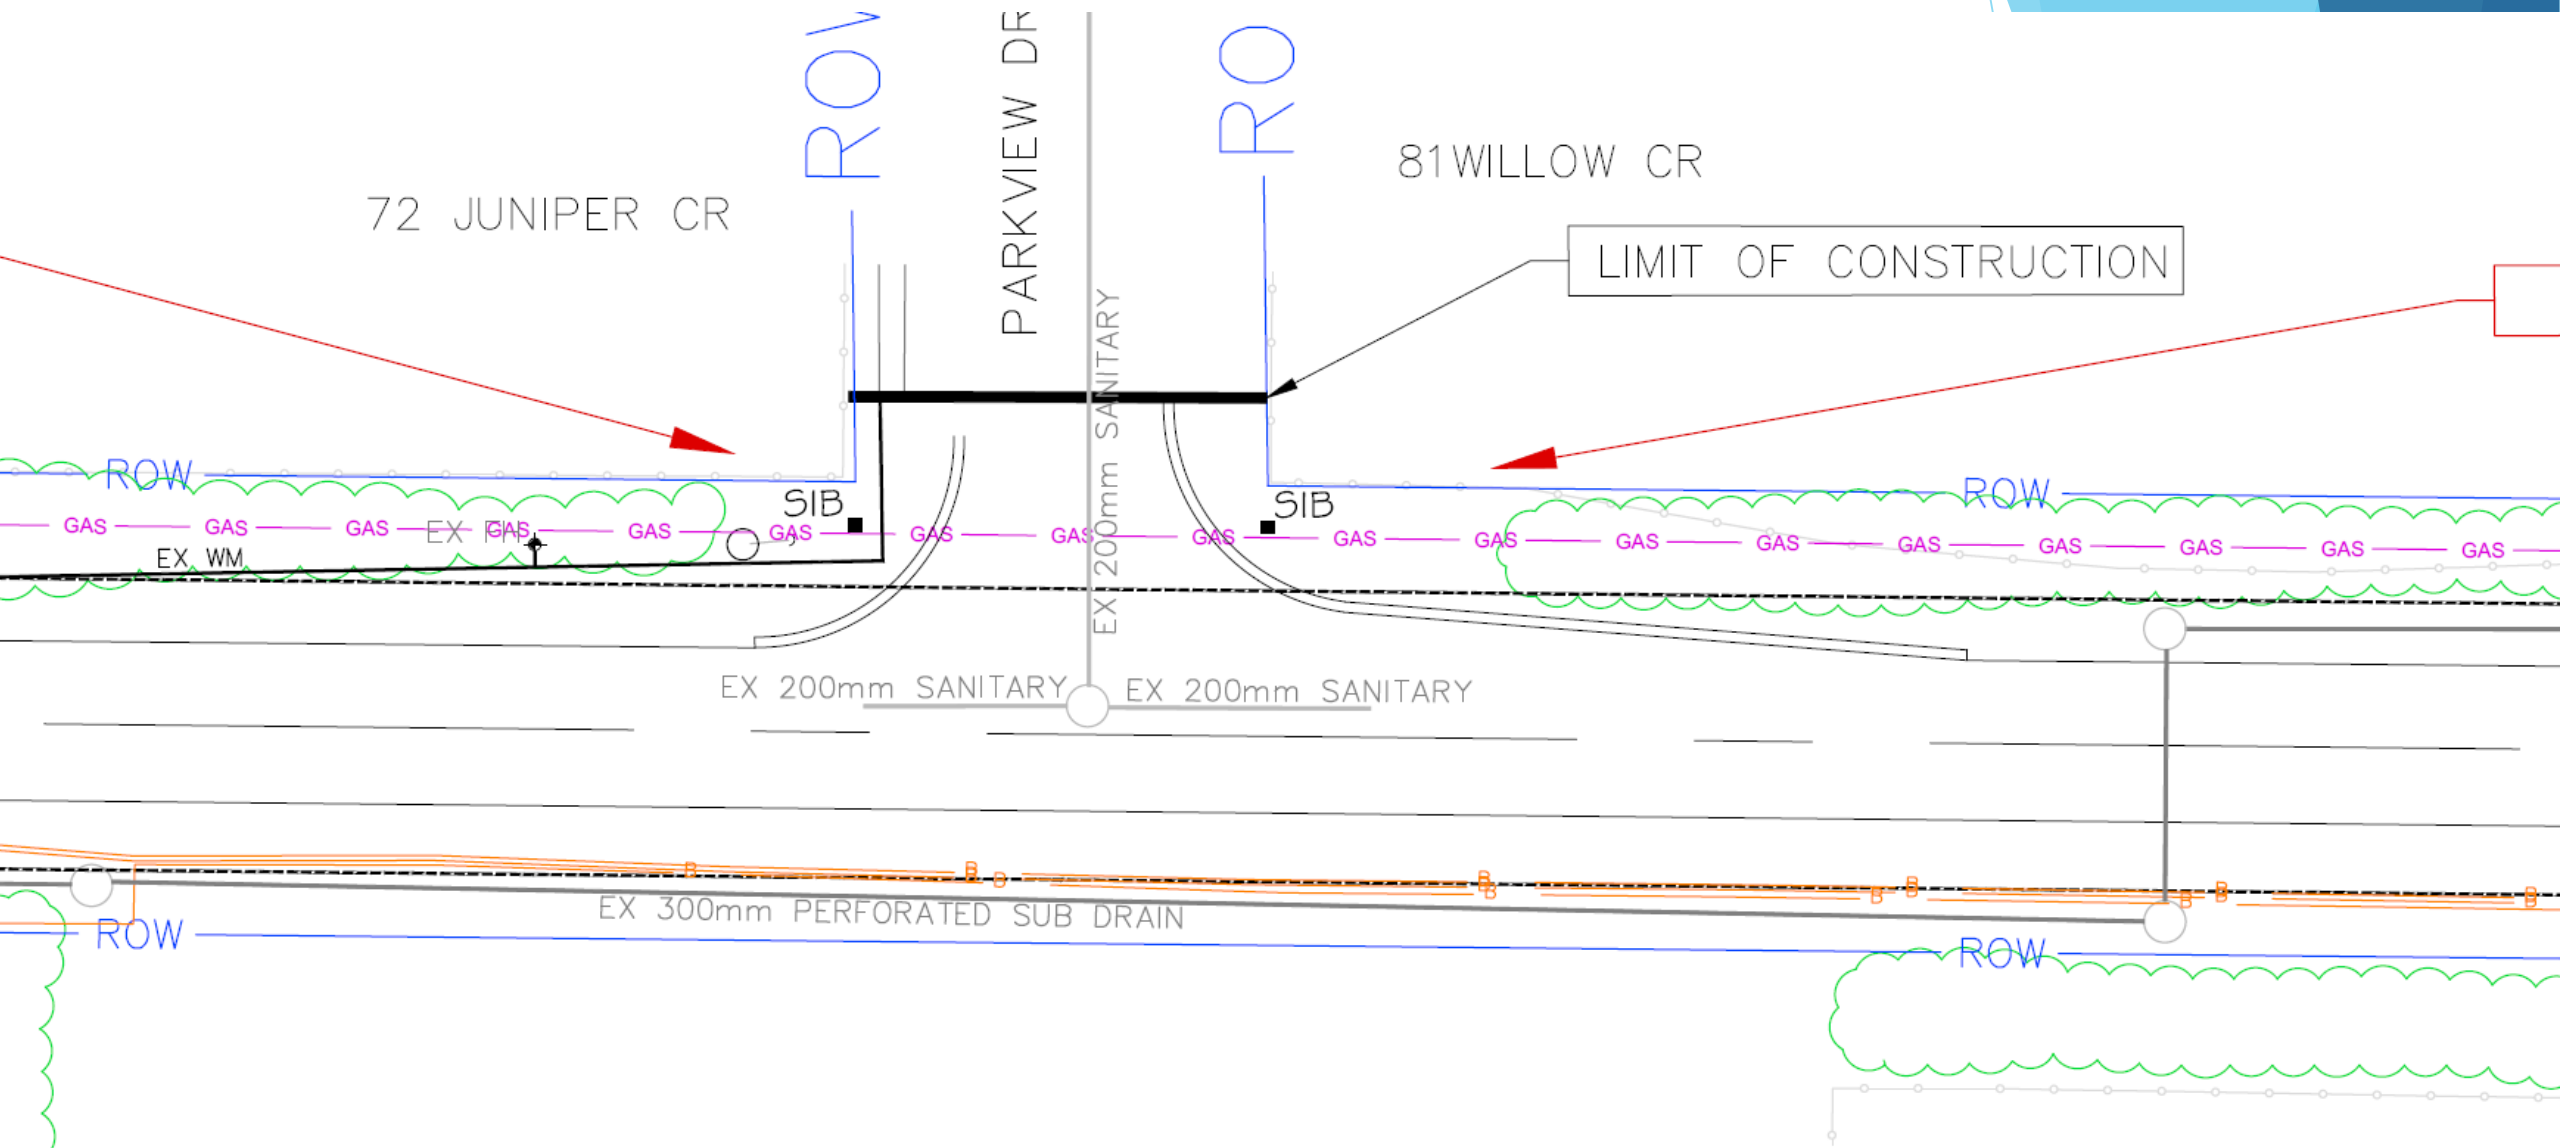 ROW
RO
PARKVIEW DR
81WILLOW CR
72 JUNIPER CR
LIMIT OF CONSTRUCTION
EX 200mm SANITARY
ROW
ROW
SIB
SIB
GAS GAS GAS GAS GAS GAS GAS GAS GAS GAS GAS GAS GAS GAS GAS GAS GAS GAS
EX FH
EX WM
EX 200mm SANITARY
EX 200mm SANITARY
B B B B B B B B B B B B B
EX 300mm PERFORATED SUB DRAIN
ROW
ROW